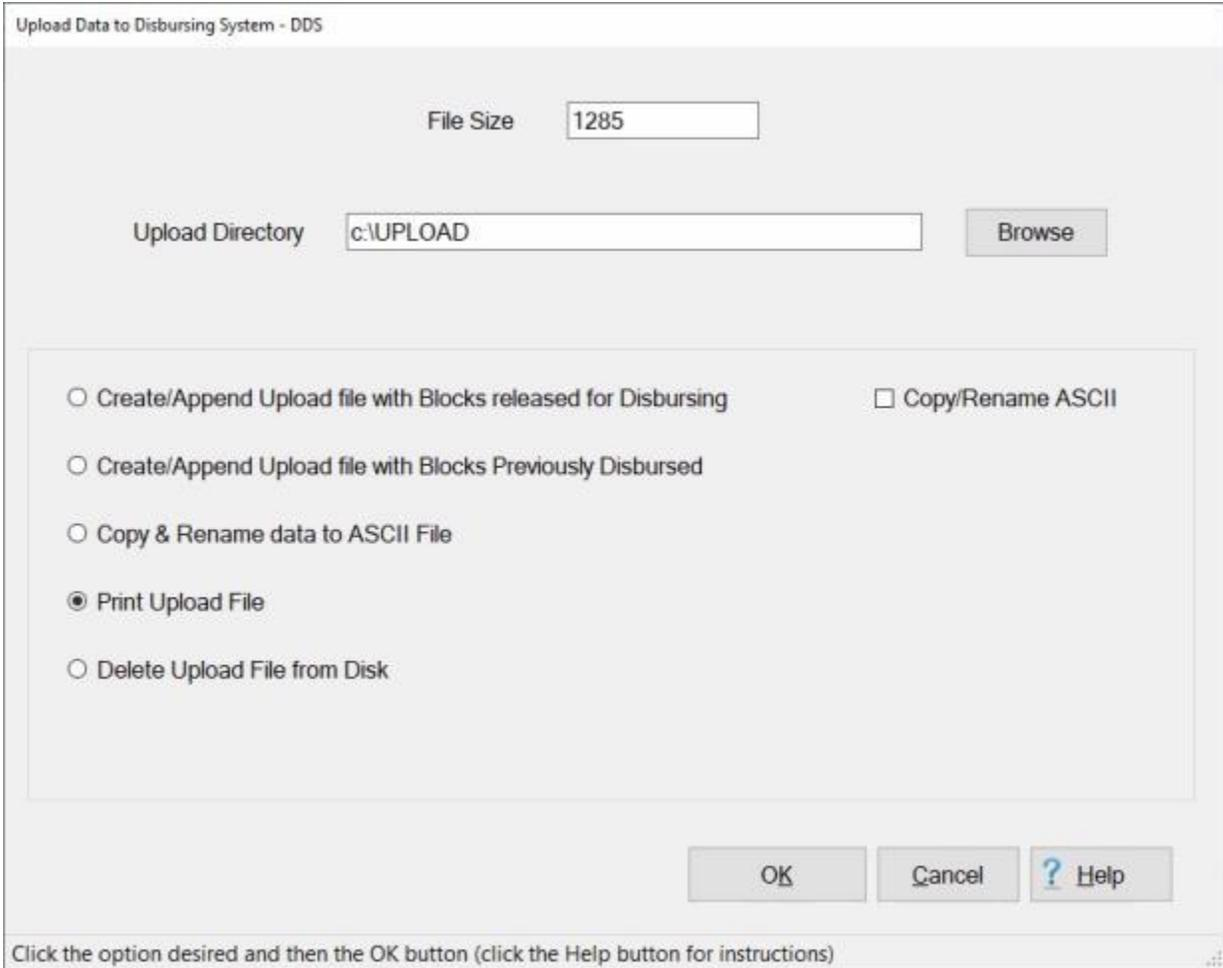 Upload Data to Disbursing System - DDS
File Size 1285
Upload Directory c:\UPLOAD Browse
Create/Append Upload file with Blocks released for Disbursing Copy/Rename ASCII
Create/Append Upload file with Blocks Previously Disbursed
Copy & Rename data to ASCII File
Print Upload File
Delete Upload File from Disk
OK Cancel ? Help
Click the option desired and then the OK button (click the Help button for instructions)